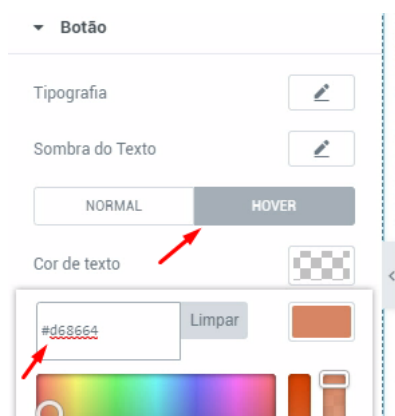 Botão
Tipografia
Sombra do Texto
NORMAL HOVER
Cor de texto
#d68664 Limpar